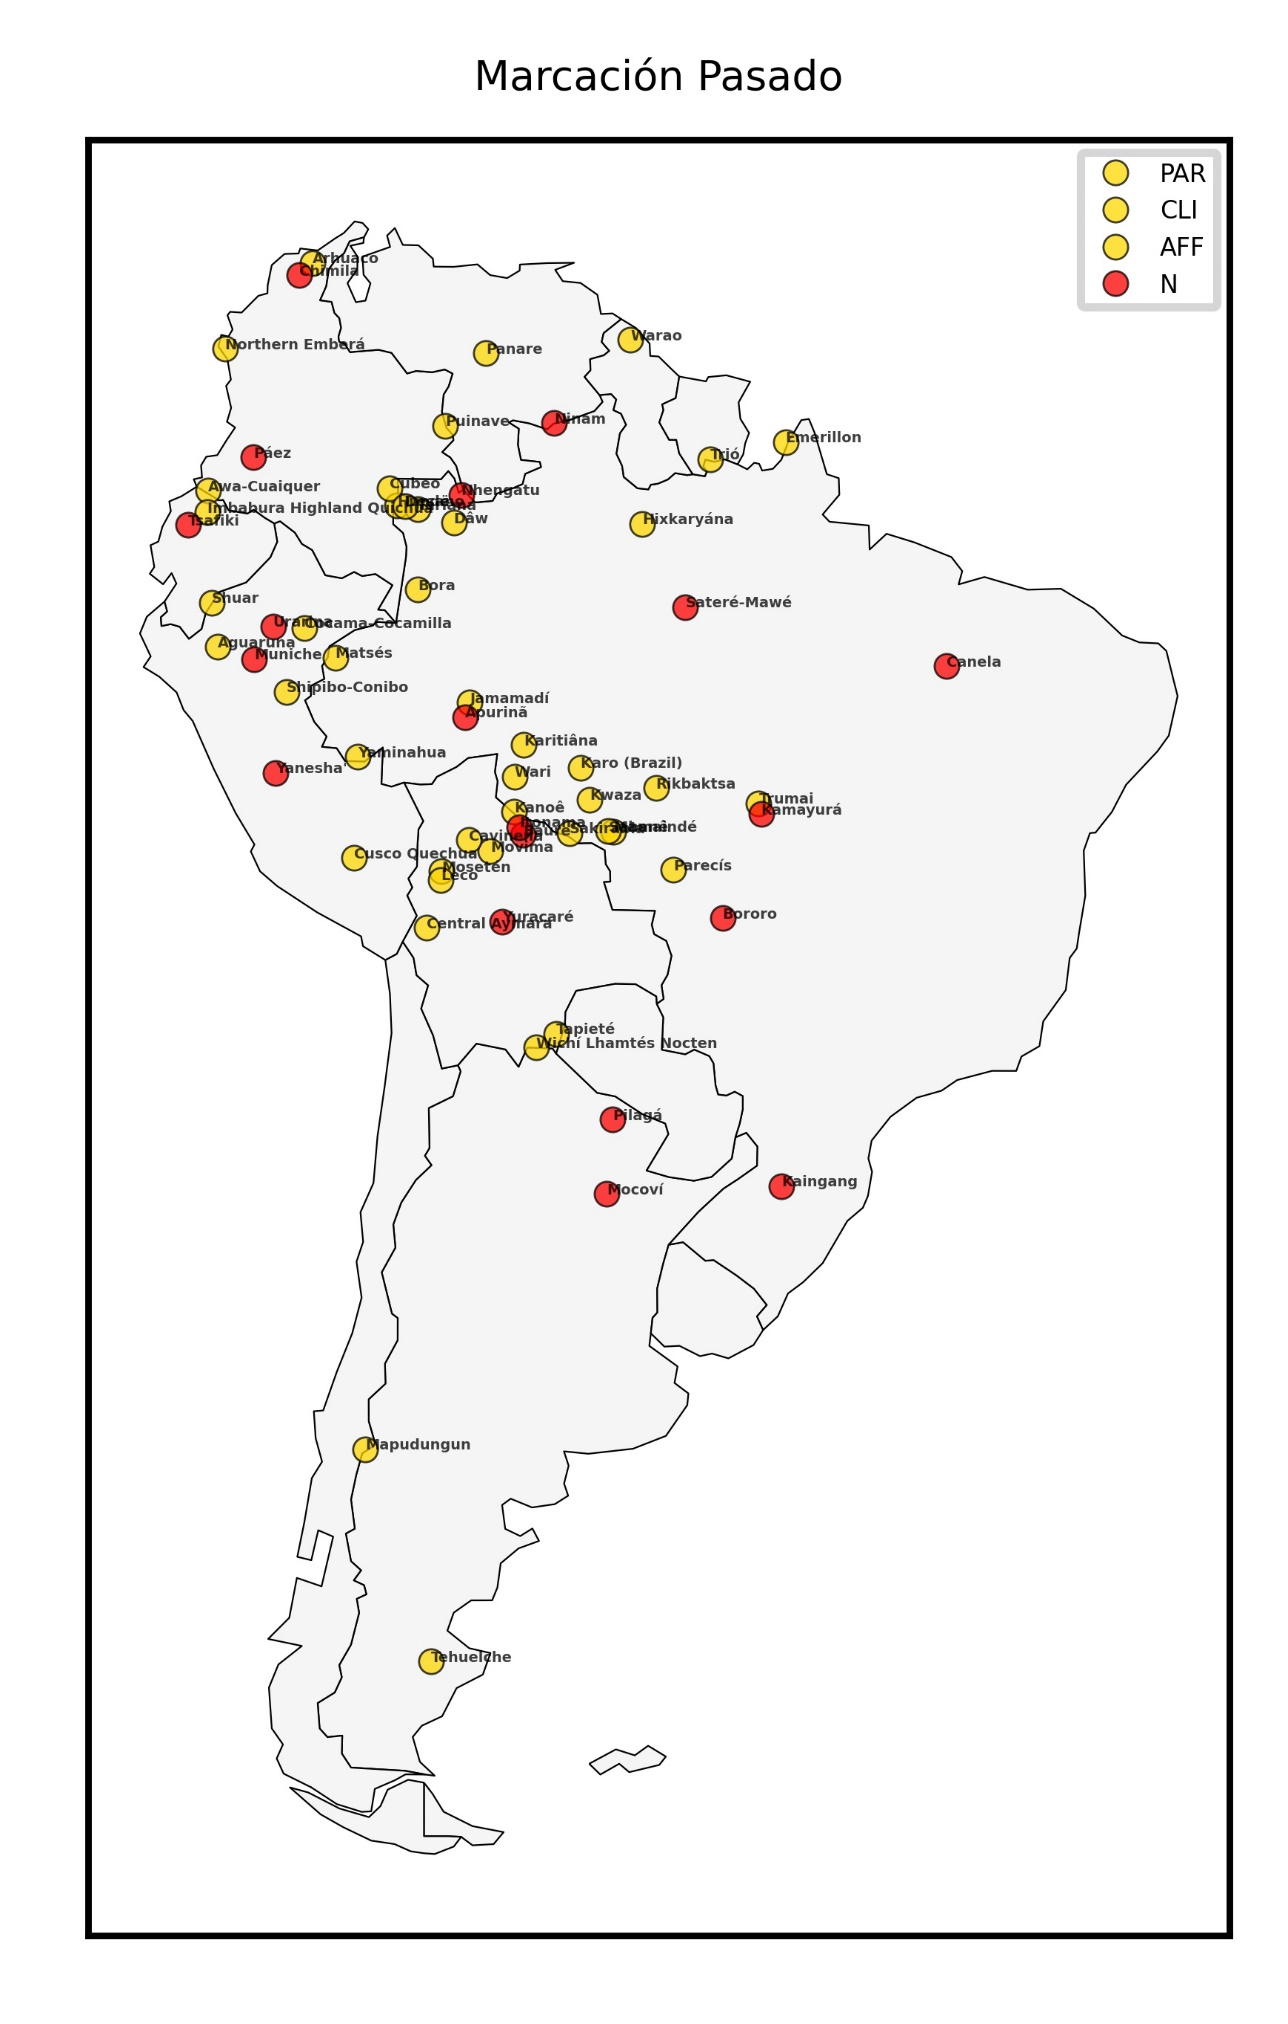 Marcación Pasado
PAR
CLI
AFF
N
Arhuaco
Chimila
Northern Emberá
Panare
Warao
Puinave
Ninam
Emerillon
Trió
Páez
Cubeo
Nhengatu
Awa-Cuaiquer
Imbabura Highland Quichua
Tsafiki
Dâw
Hixkaryána
Bora
Shuar
Sateré-Mawé
Urarina
Cocama-Cocamilla
Aguaruna
Muniche
Matsés
Canela
Shipibo-Conibo
Jamamadí
Apurinã
Karitiâna
Yaminahua
Karo (Brazil)
Yanesha'
Wari
Rikbaktsa
Kwaza
Trumai
Kamayurá
Kanoê
Itonama
Baure
Cavineña
Movima
Cusco Quechua
Mosetén
Leco
Parecís
Bororo
Yuracaré
Central Aymara
Tapieté
Wichí Lhamtés Nocten
Pilagá
Kaingang
Mocoví
Mapudungun
Tehuelche